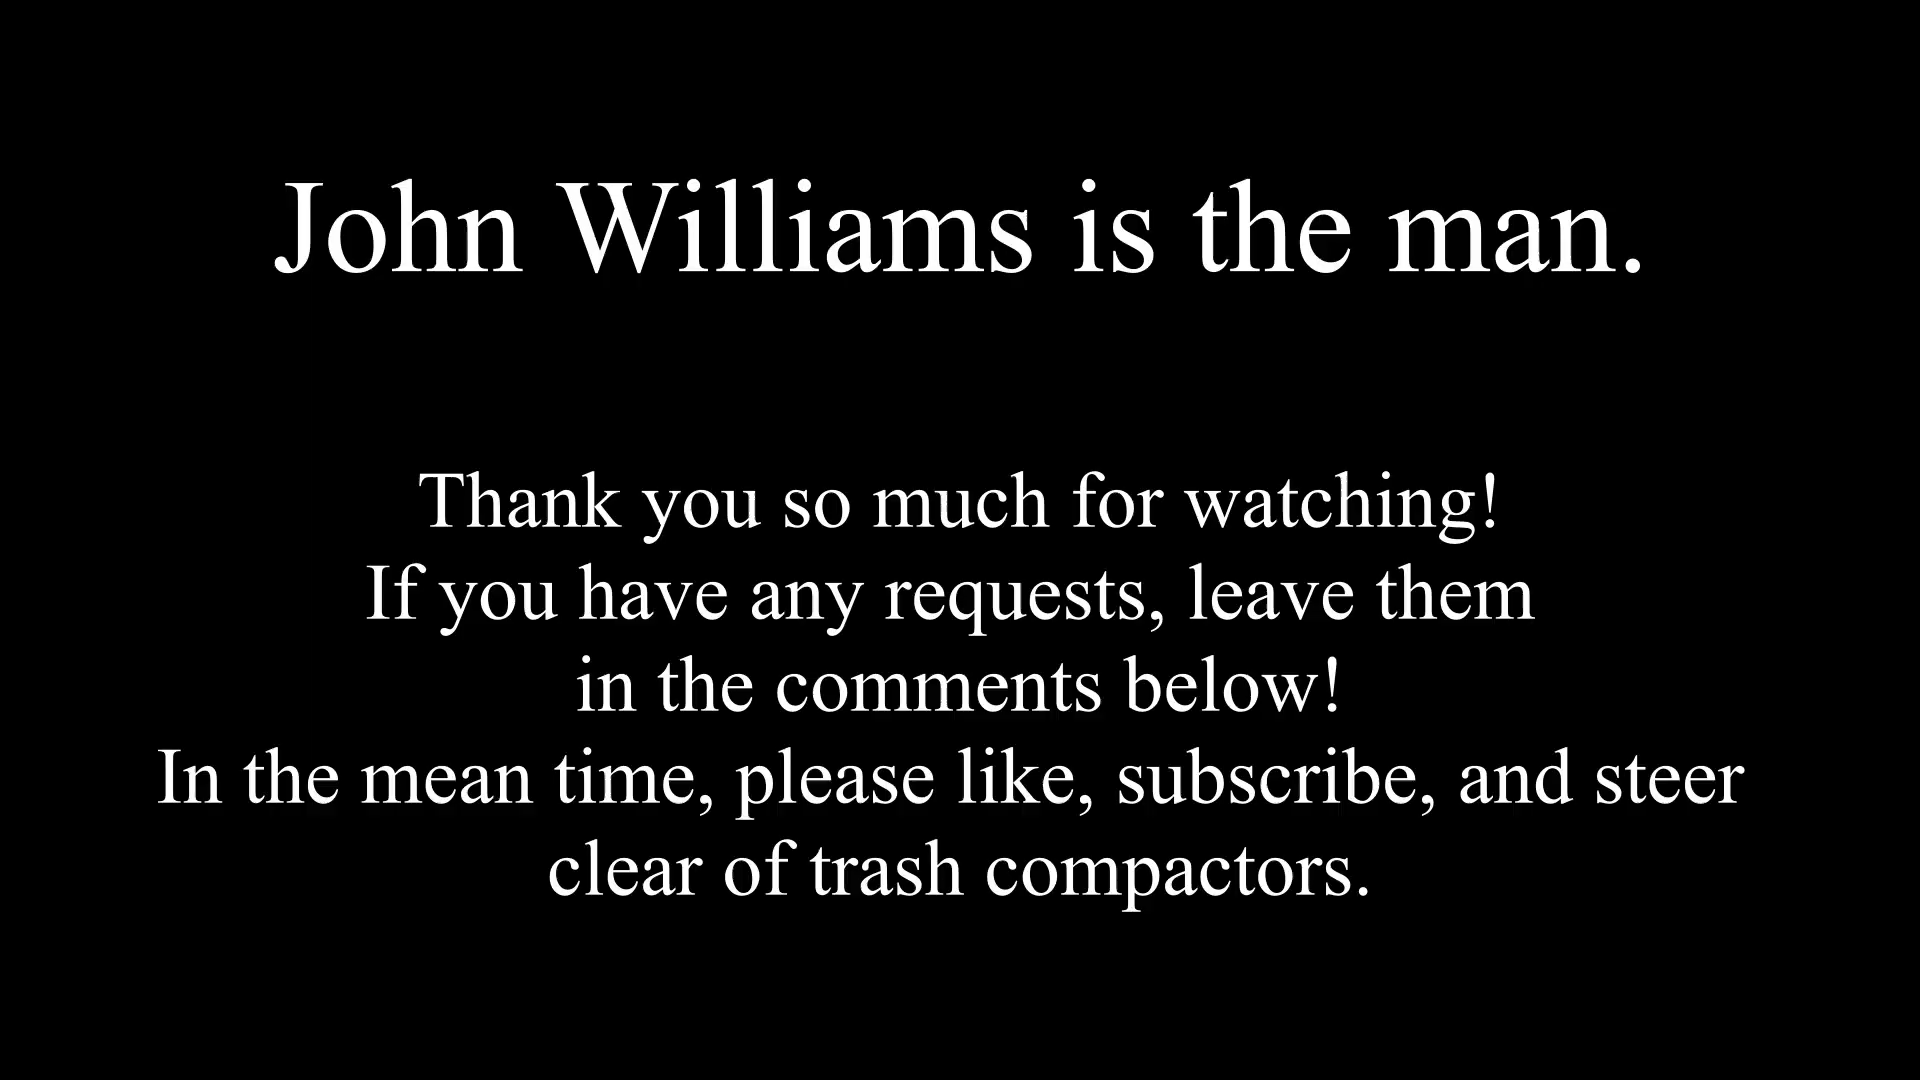 John Williams is the man.
Thank you so much for watching!
If you have any requests, leave them
in the comments below!
In the mean time, please like, subscribe, and steer
clear of trash compactors.